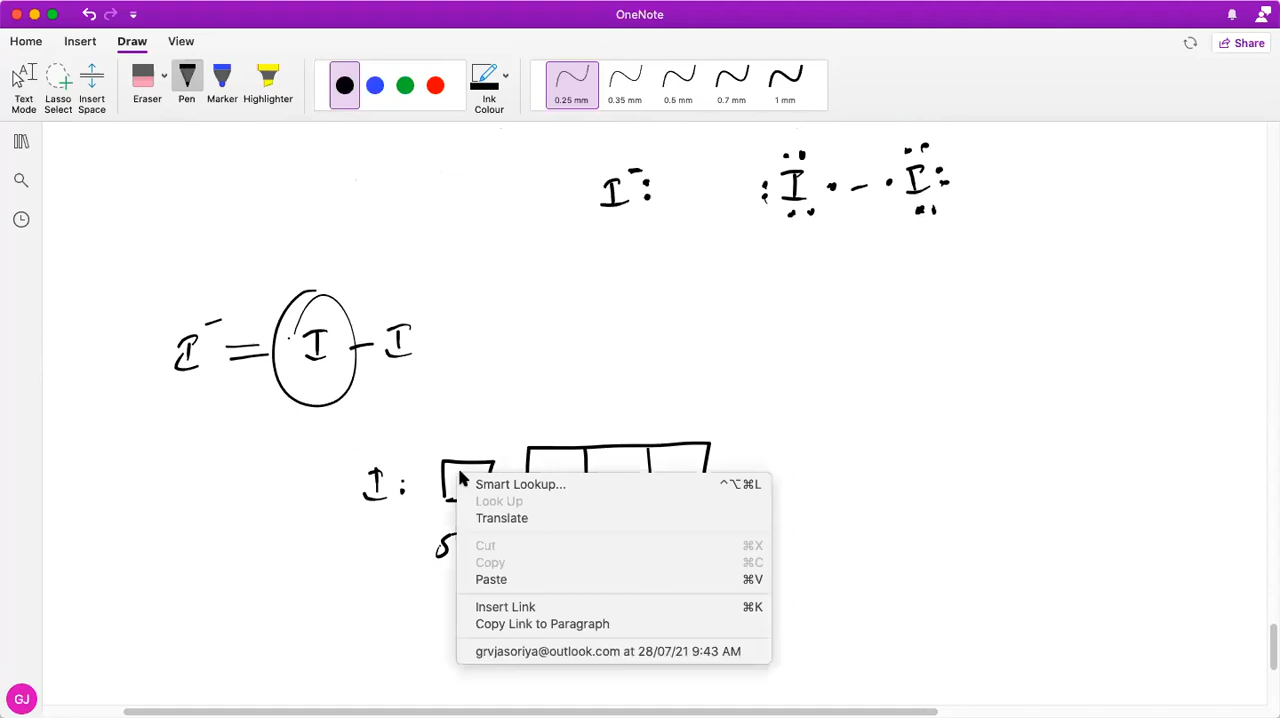 OneNote
Home Insert Draw View
Share
Text Mode
Lasso Select
Insert Space
Eraser
Pen
Marker
Highlighter
Ink Colour
0.25 mm
0.35 mm
0.5 mm
0.7 mm
1 mm
I⁻: :I· – ·I:
I⁻ = I – I
I:
s
Smart Lookup... ^⌥⌘L
Look Up
Translate
Cut ⌘X
Copy ⌘C
Paste ⌘V
Insert Link ⌘K
Copy Link to Paragraph
grvjasoriya@outlook.com at 28/07/21 9:43 AM
GJ